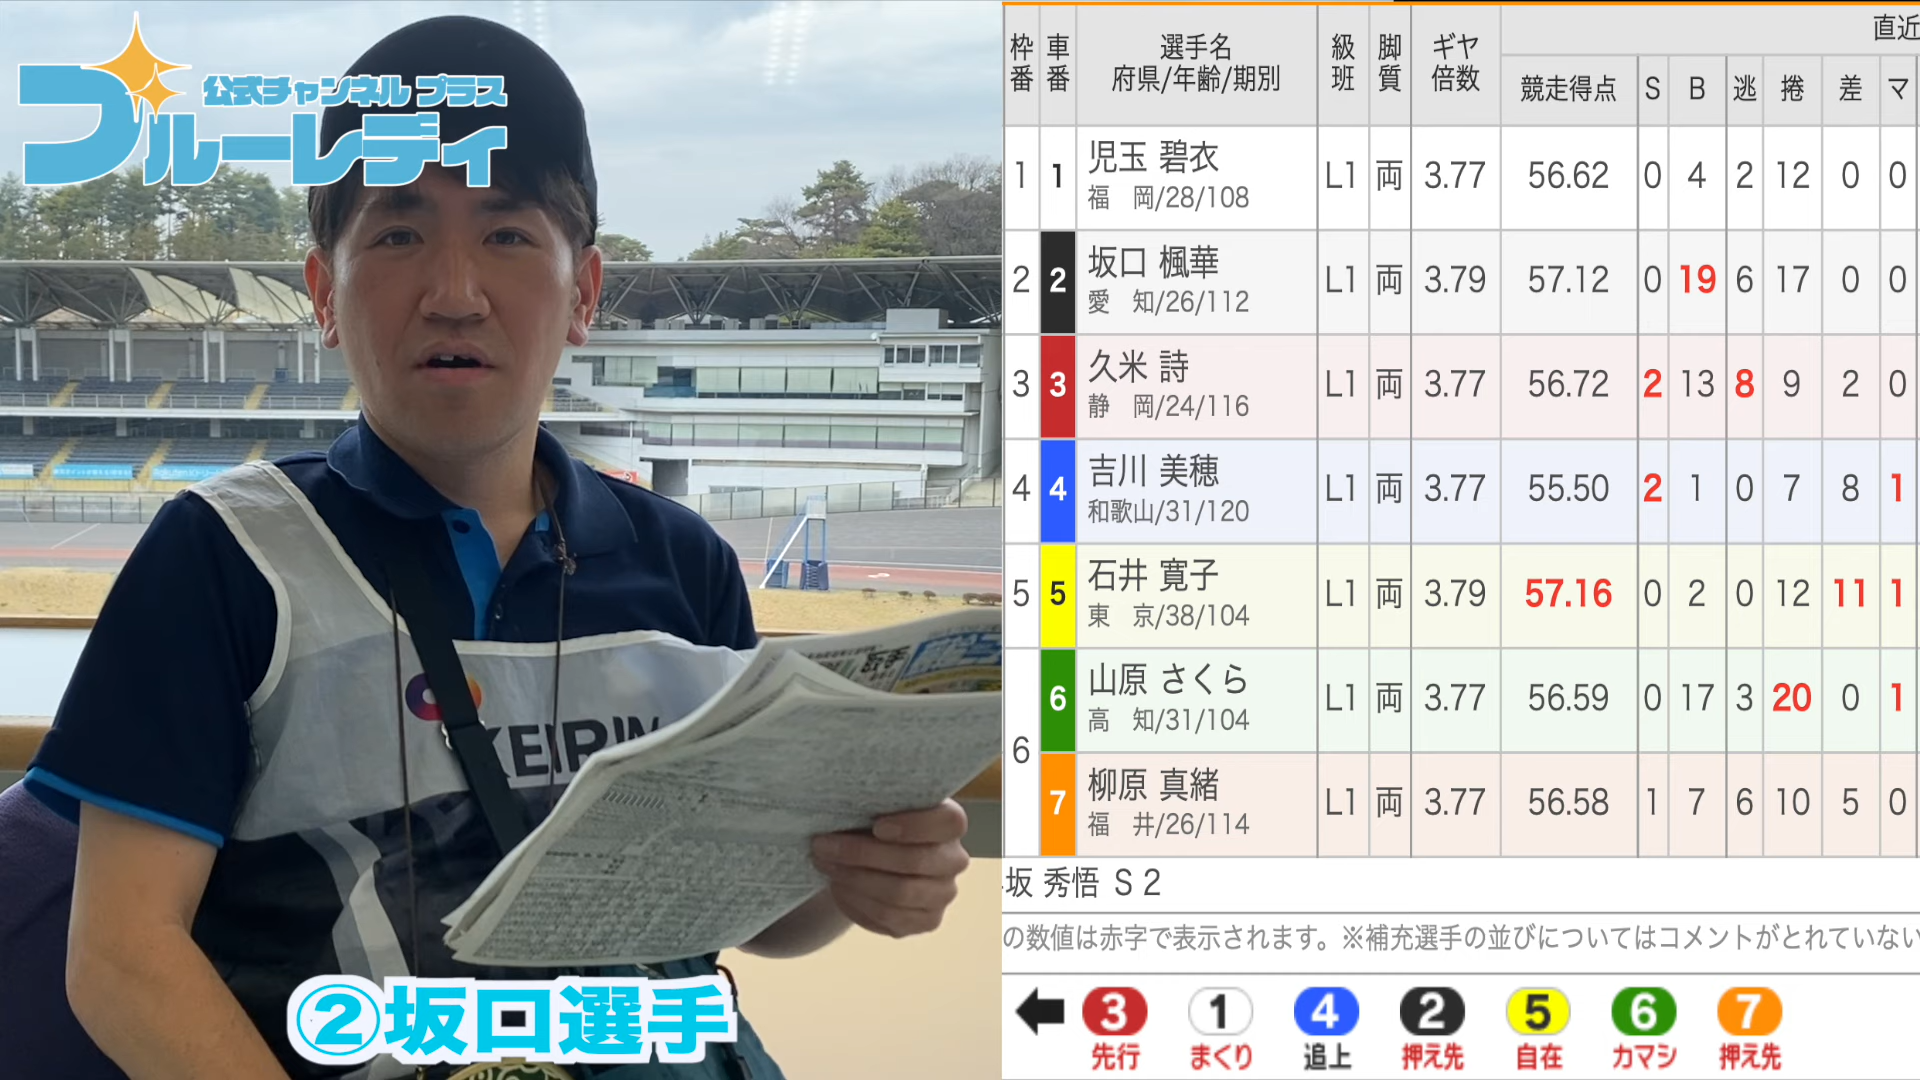 公式チャンネル プラス
ブルーレディ
KEIRIN
②坂口選手
枠番 車番 選手名 府県/年齢/期別 級班 脚質 ギヤ倍数 直近
競走得点 S B 逃 捲 差 マ
1 1 児玉 碧衣 L1 両 3.77 56.62 0 4 2 12 0 0
福 岡/28/108
2 2 坂口 楓華 L1 両 3.79 57.12 0 19 6 17 0 0
愛 知/26/112
3 3 久米 詩 L1 両 3.77 56.72 2 13 8 9 2 0
静 岡/24/116
4 4 吉川 美穂 L1 両 3.77 55.50 2 1 0 7 8 1
和歌山/31/120
5 5 石井 寛子 L1 両 3.79 57.16 0 2 0 12 11 1
東 京/38/104
6 6 山原 さくら L1 両 3.77 56.59 0 17 3 20 0 1
高 知/31/104
7 柳原 真緒 L1 両 3.77 56.58 1 7 6 10 5 0
福 井/26/114
坂 秀悟 S2
の数値は赤字で表示されます。※補充選手の並びについてはコメントがとれていない
3 1 4 2 5 6 7
先行 まくり 追上 押え先 自在 カマシ 押え先